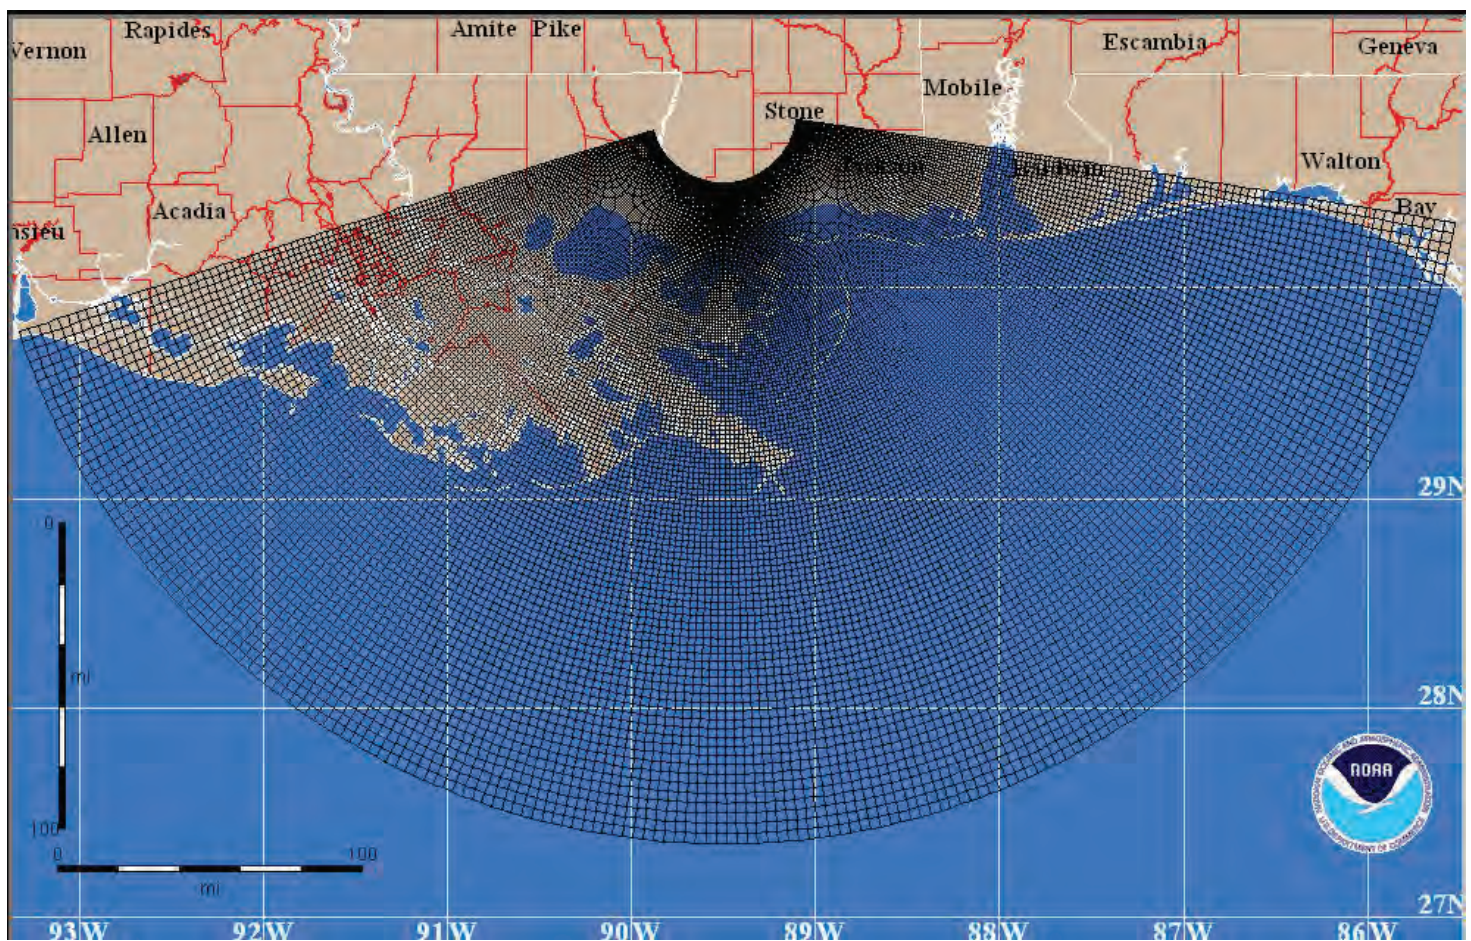 Rapides
Amite Pike
Escambia
Geneva
Vernon
Mobile
Stone
Allen
Walton
Acadia
Bay
29N
0
mi
28N
NOAA
100
0
100
mi
27N
93W
92W
91W
90W
89W
88W
87W
86W